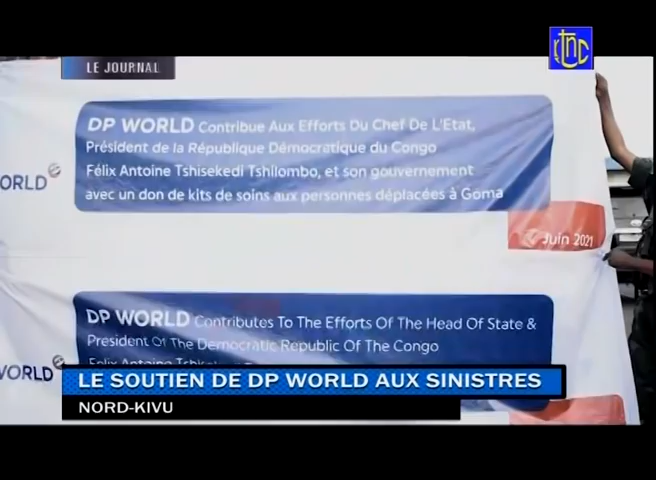 LE JOURNAL
rtnc
DP WORLD Contribue Aux Efforts Du Chef De L'Etat,
Président de la République Démocratique du Congo
Félix Antoine Tshisekedi Tshilombo, et son gouvernement
avec un don de kits de soins aux personnes déplacées à Goma
ORLD
Juin 2021
DP WORLD Contributes To The Efforts Of The Head Of State &
President Of The Democratic Republic Of The Congo
WORLD
Felix Antoine
LE SOUTIEN DE DP WORLD AUX SINISTRES
NORD-KIVU